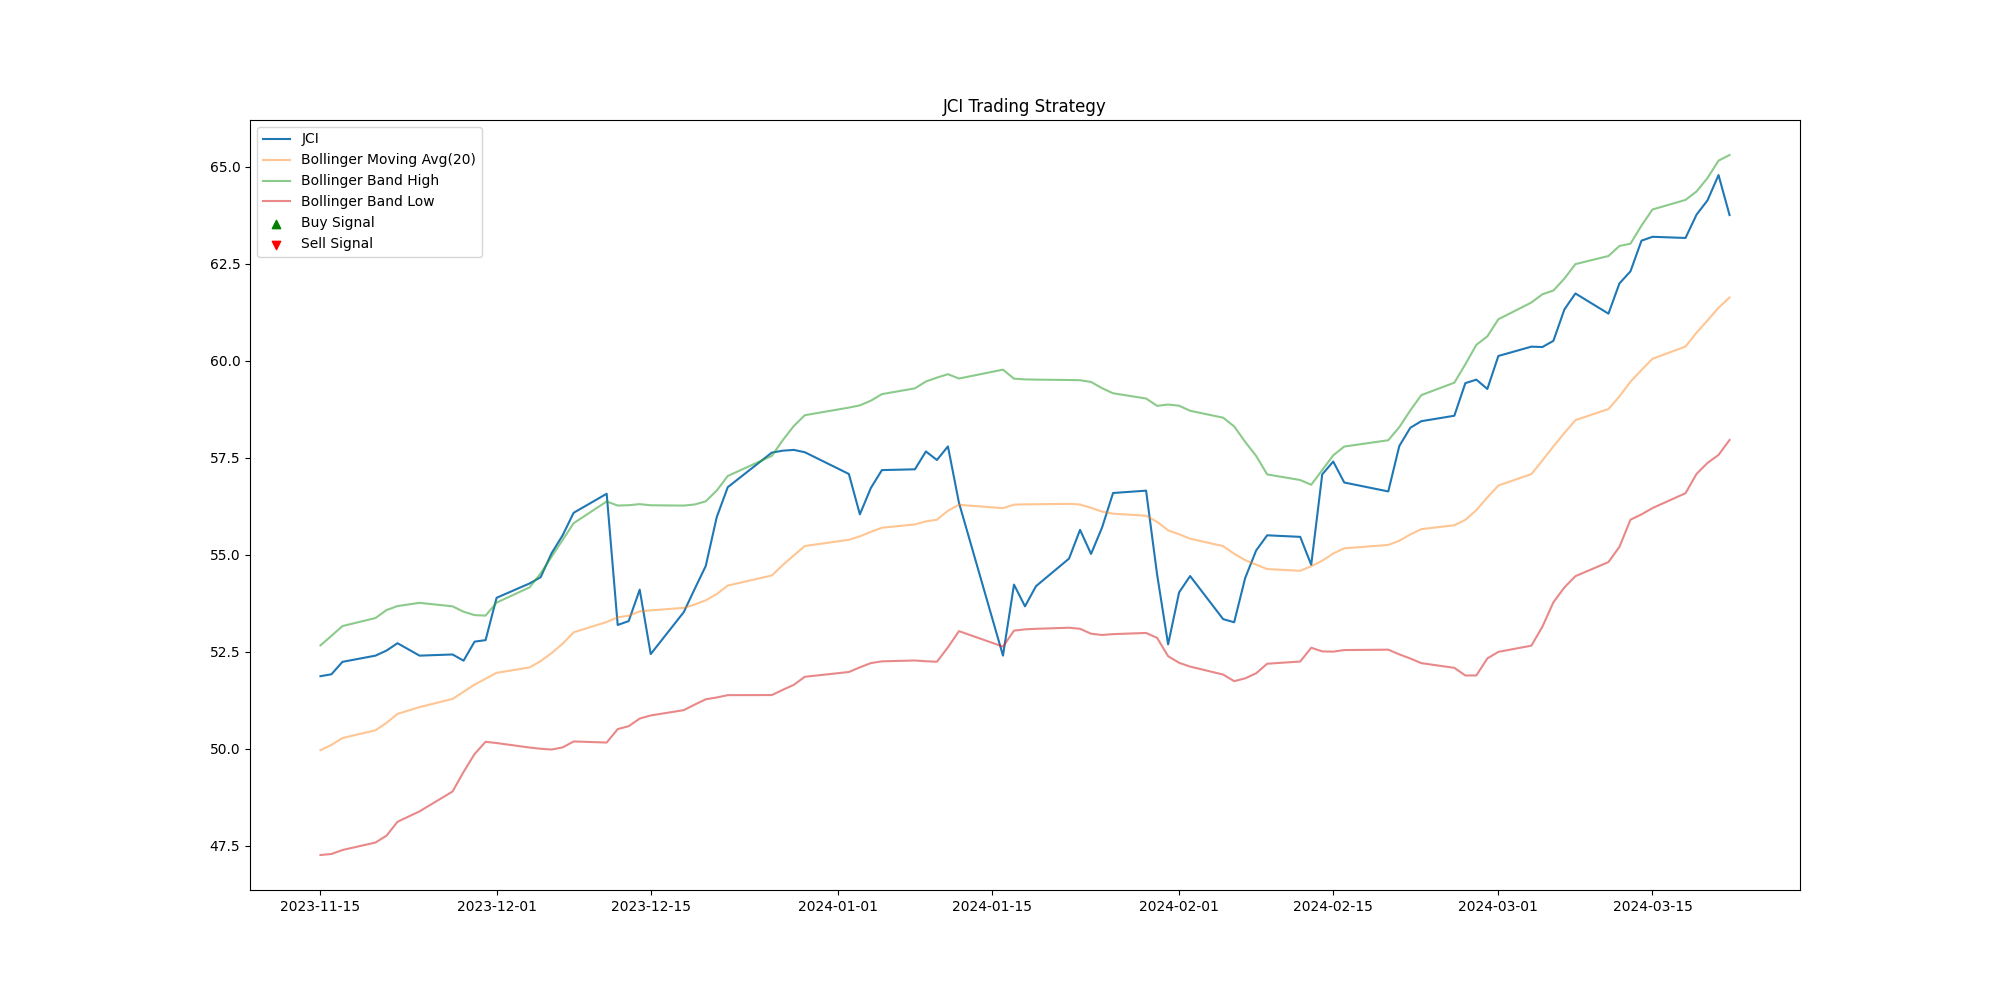 JCI Trading Strategy
JCI
Bollinger Moving Avg(20)
Bollinger Band High
Bollinger Band Low
Buy Signal
Sell Signal
65.0
62.5
60.0
57.5
55.0
52.5
50.0
47.5
2023-11-15 2023-12-01 2023-12-15 2024-01-01 2024-01-15 2024-02-01 2024-02-15 2024-03-01 2024-03-15